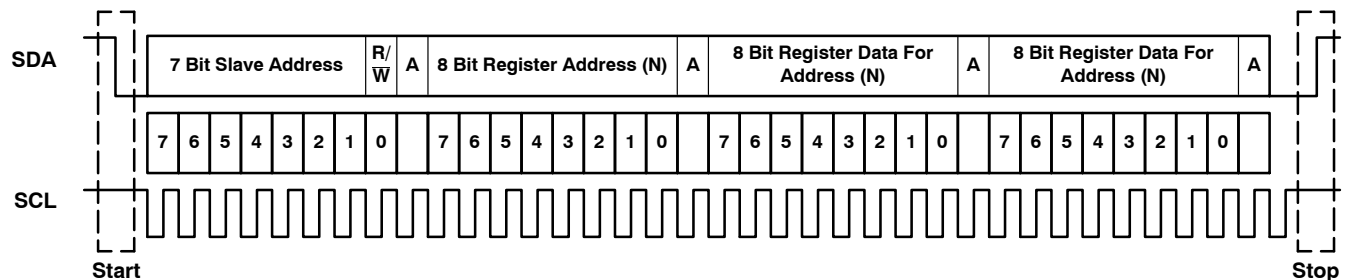 SDA
7 Bit Slave Address
R/
W
A
8 Bit Register Address (N)
A
8 Bit Register Data For
Address (N)
A
8 Bit Register Data For
Address (N)
A
7 6 5 4 3 2 1 0 7 6 5 4 3 2 1 0 7 6 5 4 3 2 1 0 7 6 5 4 3 2 1 0
SCL
Start
Stop